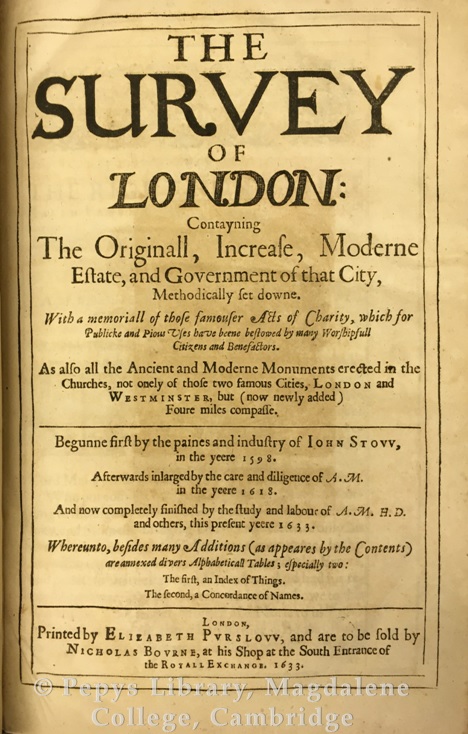 THE
SURVEY
OF
LONDON:
Contayning
The Originall, Increaſe, Moderne
Eſtate, and Government of that City,
Methodically ſet downe.
With a memoriall of thoſe famouſer Acts of Charity, which for
Publicke and Pious Vſes have beene beſtowed by many Worſhipfull
Citizens and Benefactors.
As alſo all the Ancient and Moderne Monuments erected in the
Churches, not onely of thoſe two famous Cities, LONDON and
WESTMINSTER, but (now newly added)
Foure miles compaſſe.
Begunne firſt by the paines and induſtry of IOHN STOVV,
in the yeere 1598.
Afterwards inlarged by the care and diligence of A.M.
in the yeere 1618.
And now completely finiſhed by the ſtudy and labour of A.M. H.D.
and others, this preſent yeere 1633.
Whereunto, beſides many Additions (as appeares by the Contents)
are annexed divers Alphabeticall Tables; eſpecially two:
The firſt, an Index of Things.
The ſecond, a Concordance of Names.
LONDON,
Printed by ELIZABETH PVRSLOVV, and are to be ſold by
NICHOLAS BOVRNE, at his Shop at the South Entrance of
the ROYALL EXCHANGE. 1633.
© Pepys Library, Magdalene
College, Cambridge